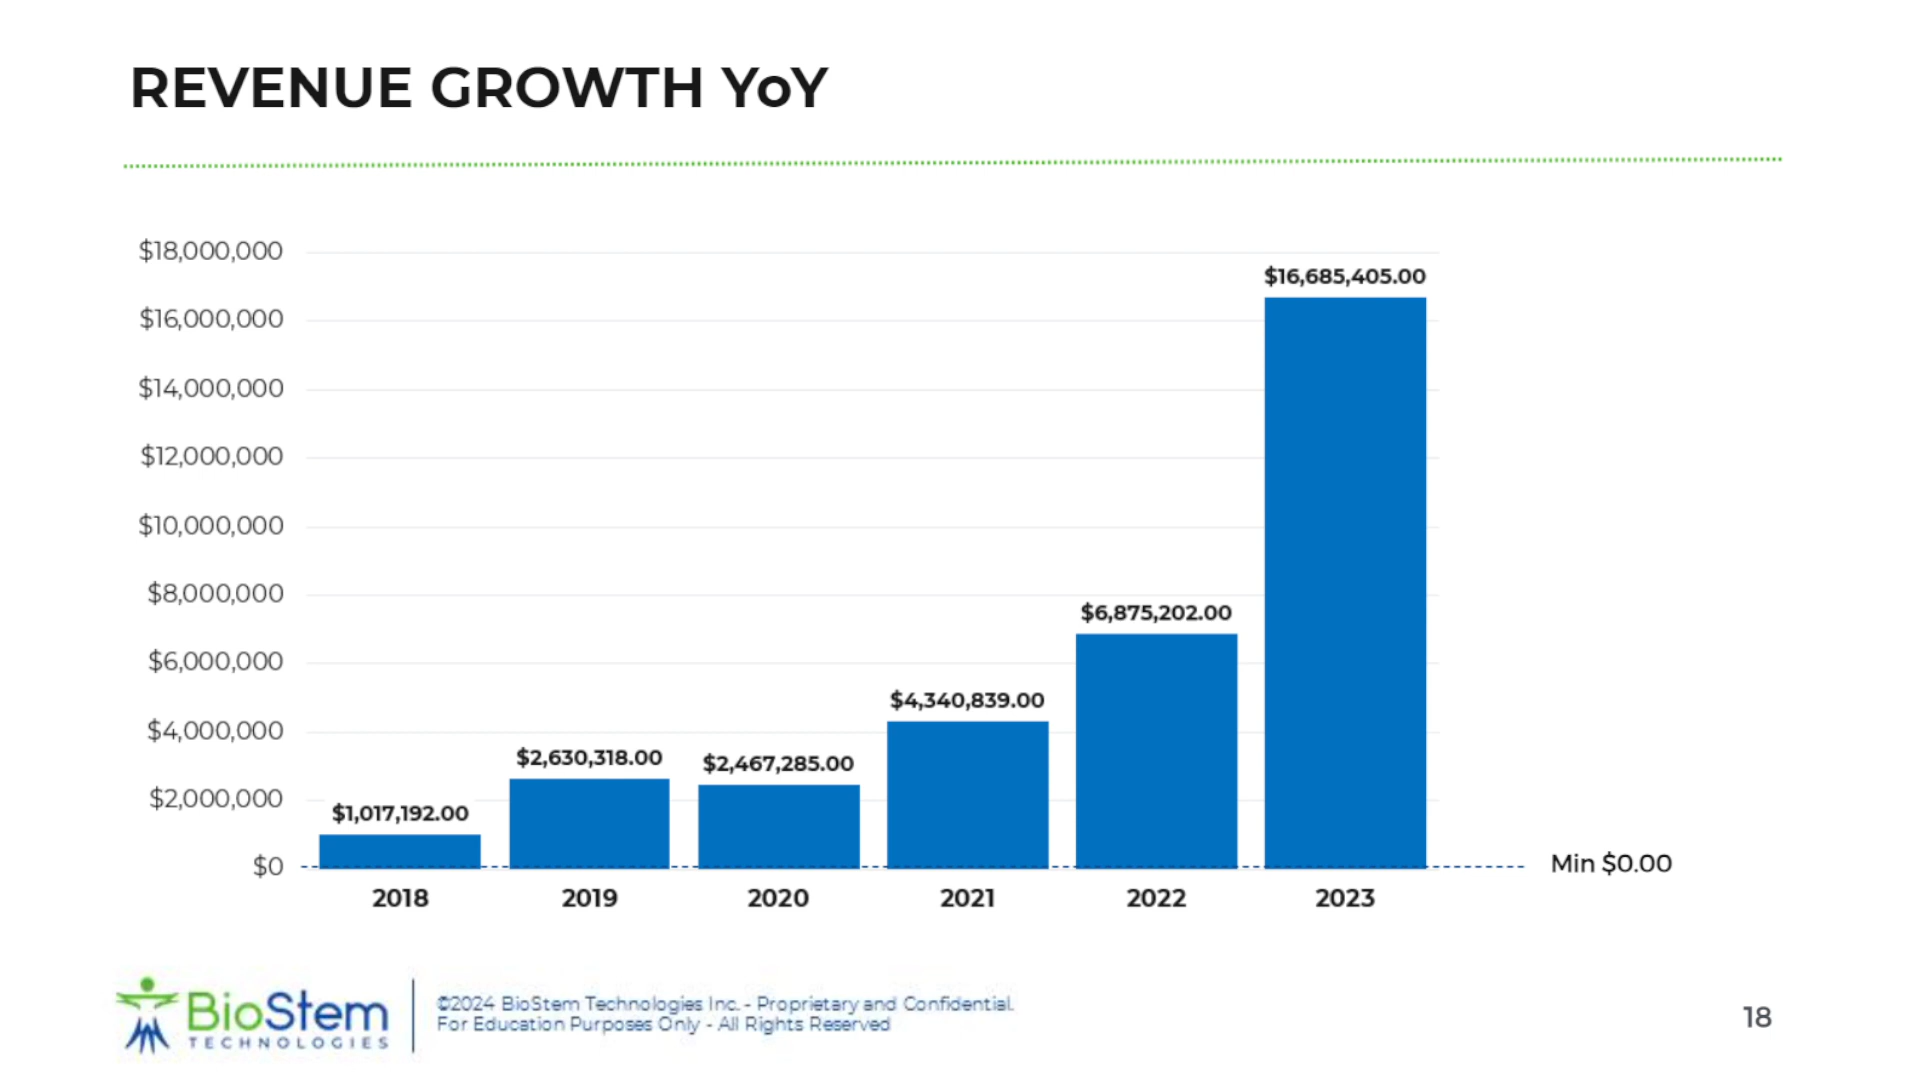 REVENUE GROWTH YoY
$18,000,000
$16,685,405.00
$16,000,000
$14,000,000
$12,000,000
$10,000,000
$8,000,000
$6,875,202.00
$6,000,000
$4,340,839.00
$4,000,000
$2,630,318.00
$2,467,285.00
$2,000,000
$1,017,192.00
$0
Min $0.00
2018 2019 2020 2021 2022 2023
BioStem
TECHNOLOGIES
©2024 BioStem Technologies Inc. - Proprietary and Confidential.
For Education Purposes Only - All Rights Reserved
18